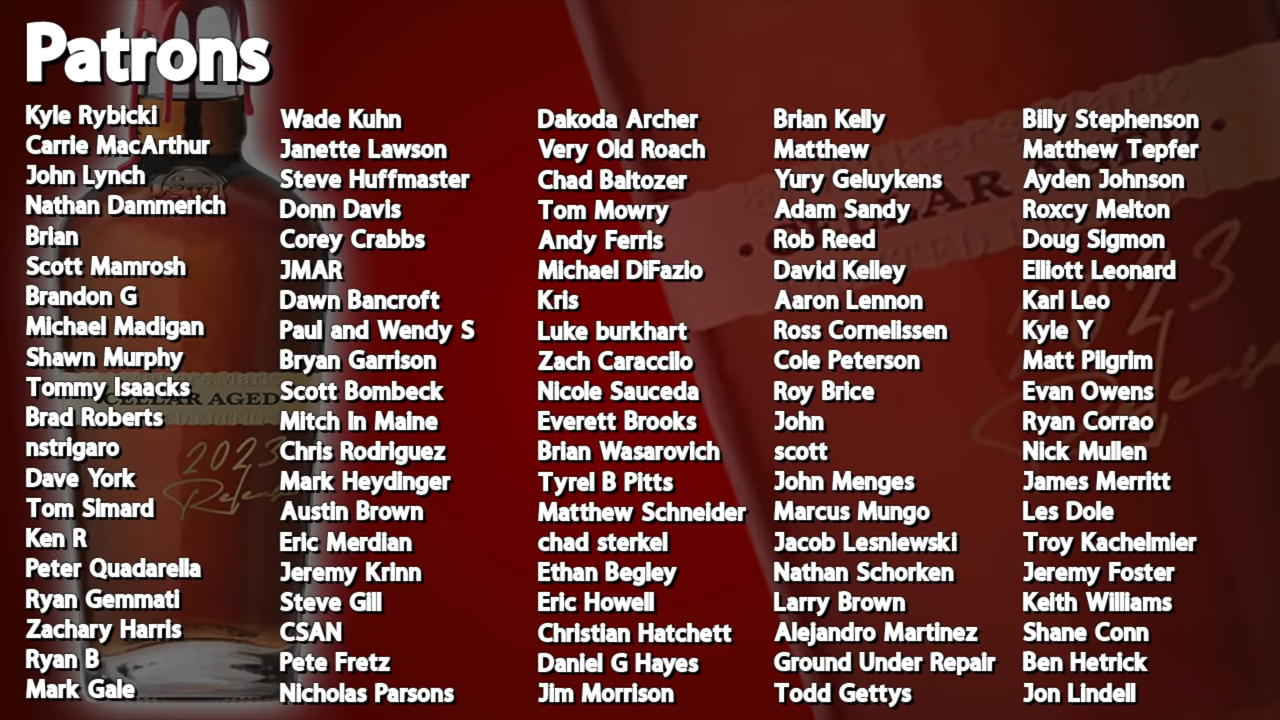 Patrons
Kyle Rybicki
Carrie MacArthur
John Lynch
Nathan Dammerich
Brian
Scott Mamrosh
Brandon G
Michael Madigan
Shawn Murphy
Tommy Isaacks
Brad Roberts
nstrigaro
Dave York
Tom Simard
Ken R
Peter Quadarella
Ryan Gemmati
Zachary Harris
Ryan B
Mark Gale
Wade Kuhn
Janette Lawson
Steve Huffmaster
Donn Davis
Corey Crabbs
JMAR
Dawn Bancroft
Paul and Wendy S
Bryan Garrison
Scott Bombeck
Mitch In Maine
Chris Rodriguez
Mark Heydinger
Austin Brown
Eric Merdian
Jeremy Krinn
Steve Gill
CSAN
Pete Fretz
Nicholas Parsons
Dakoda Archer
Very Old Roach
Chad Baltozer
Tom Mowry
Andy Ferris
Michael DiFazio
Kris
Luke burkhart
Zach Caraccilo
Nicole Sauceda
Everett Brooks
Brian Wasarovich
Tyrel B Pitts
Matthew Schneider
chad sterkel
Ethan Begley
Eric Howell
Christian Hatchett
Daniel G Hayes
Jim Morrison
Brian Kelly
Matthew
Yury Geluykens
Adam Sandy
Rob Reed
David Kelley
Aaron Lennon
Ross Cornelissen
Cole Peterson
Roy Brice
John
scott
John Menges
Marcus Mungo
Jacob Lesniewski
Nathan Schorken
Larry Brown
Alejandro Martinez
Ground Under Repair
Todd Gettys
Billy Stephenson
Matthew Tepfer
Ayden Johnson
Roxcy Melton
Doug Sigmon
Elliott Leonard
Karl Leo
Kyle Y
Matt Pilgrim
Evan Owens
Ryan Corrao
Nick Mullen
James Merritt
Les Dole
Troy Kachelmier
Jeremy Foster
Keith Williams
Shane Conn
Ben Hetrick
Jon Lindell
CELLAR AGED
2023
Release